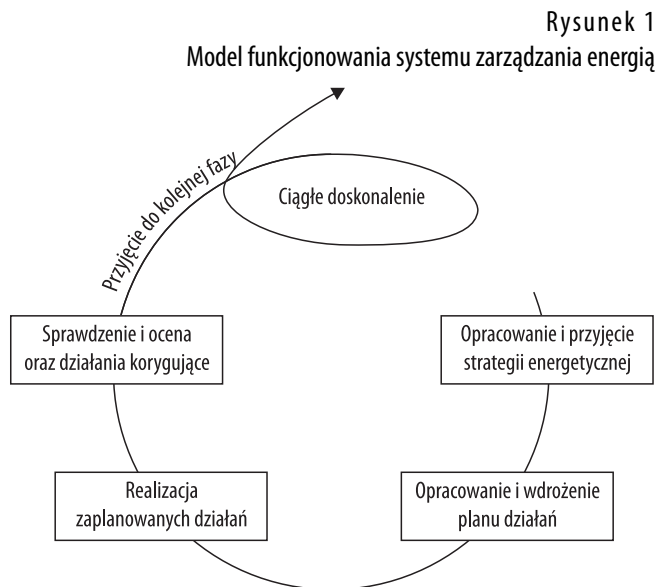 Rysunek 1
Model funkcjonowania systemu zarządzania energią
Przyjęcie do kolejnej fazy
Ciągłe doskonalenie
Sprawdzenie i ocena
oraz działania korygujące
Opracowanie i przyjęcie
strategii energetycznej
Realizacja
zaplanowanych działań
Opracowanie i wdrożenie
planu działań